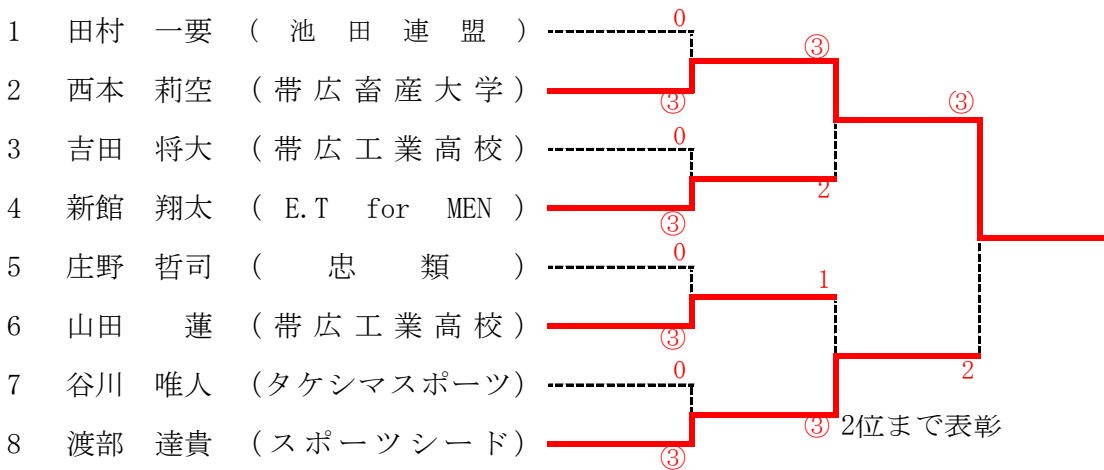 1 田村 一要 ( 池 田 連 盟 ) 0
③
2 西本 莉空 ( 帯 広 畜 産 大 学 ) ③
③
3 吉田 将大 ( 帯 広 工 業 高 校 ) 0
2
4 新館 翔太 ( E.T for MEN ) ③
5 庄野 哲司 ( 忠 類 ) 0
1
6 山田 蓮 ( 帯 広 工 業 高 校 ) ③
7 谷川 唯人 (タケシマスポーツ) 0
2
③ 2位まで表彰
8 渡部 達貴 (スポーツシード) ③